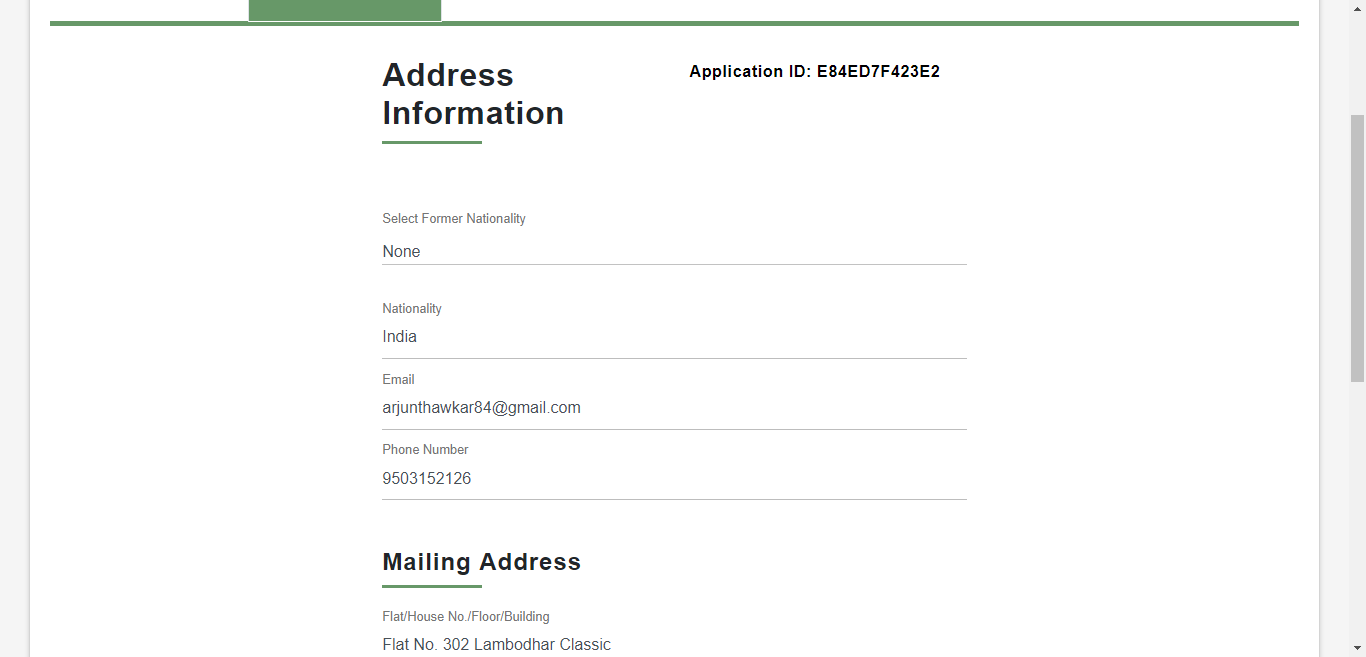 Address
Information
Application ID: E84ED7F423E2
Select Former Nationality
None
Nationality
India
Email
arjunthawkar84@gmail.com
Phone Number
9503152126
Mailing Address
Flat/House No./Floor/Building
Flat No. 302 Lambodhar Classic